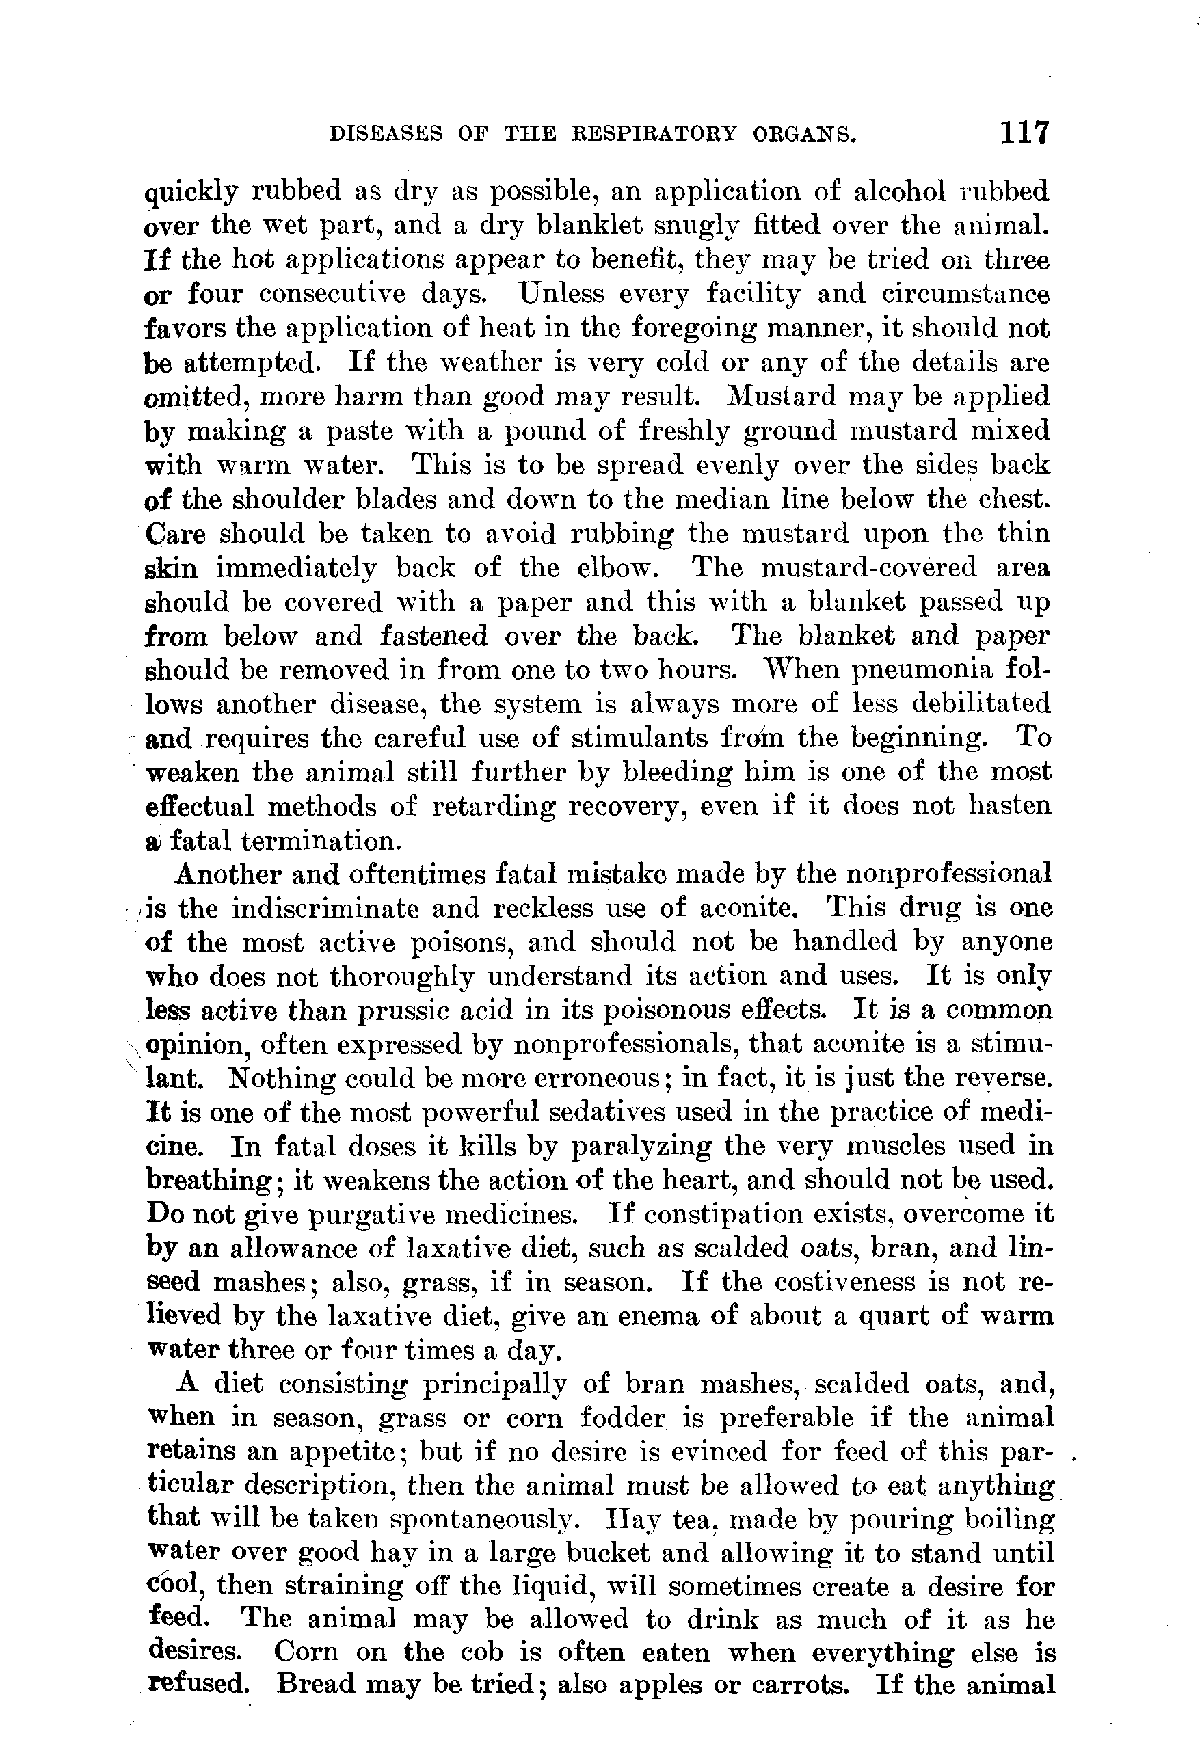 DISEASES OF THE RESPIRATORY ORGANS. 117
quickly rubbed as dry as possible, an application of alcohol rubbed
over the wet part, and a dry blanklet snugly fitted over the animal.
If the hot applications appear to benefit, they may be tried on three
or four consecutive days. Unless every facility and circumstance
favors the application of heat in the foregoing manner, it should not
be attempted. If the weather is very cold or any of the details are
omitted, more harm than good may result. Mustard may be applied
by making a paste with a pound of freshly ground mustard mixed
with warm water. This is to be spread evenly over the sides back
of the shoulder blades and down to the median line below the chest.
Care should be taken to avoid rubbing the mustard upon the thin
skin immediately back of the elbow. The mustard-covered area
should be covered with a paper and this with a blanket passed up
from below and fastened over the back. The blanket and paper
should be removed in from one to two hours. When pneumonia fol-
lows another disease, the system is always more of less debilitated
and requires the careful use of stimulants from the beginning. To
weaken the animal still further by bleeding him is one of the most
effectual methods of retarding recovery, even if it does not hasten
a fatal termination.
Another and oftentimes fatal mistake made by the nonprofessional
is the indiscriminate and reckless use of aconite. This drug is one
of the most active poisons, and should not be handled by anyone
who does not thoroughly understand its action and uses. It is only
less active than prussic acid in its poisonous effects. It is a common
opinion, often expressed by nonprofessionals, that aconite is a stimu-
lant. Nothing could be more erroneous; in fact, it is just the reverse.
It is one of the most powerful sedatives used in the practice of medi-
cine. In fatal doses it kills by paralyzing the very muscles used in
breathing; it weakens the action of the heart, and should not be used.
Do not give purgative medicines. If constipation exists, overcome it
by an allowance of laxative diet, such as scalded oats, bran, and lin-
seed mashes; also, grass, if in season. If the costiveness is not re-
lieved by the laxative diet, give an enema of about a quart of warm
water three or four times a day.
A diet consisting principally of bran mashes, scalded oats, and,
when in season, grass or corn fodder is preferable if the animal
retains an appetite; but if no desire is evinced for feed of this par-
ticular description, then the animal must be allowed to eat anything
that will be taken spontaneously. Hay tea, made by pouring boiling
water over good hay in a large bucket and allowing it to stand until
cool, then straining off the liquid, will sometimes create a desire for
feed. The animal may be allowed to drink as much of it as he
desires. Corn on the cob is often eaten when everything else is
refused. Bread may be tried; also apples or carrots. If the animal